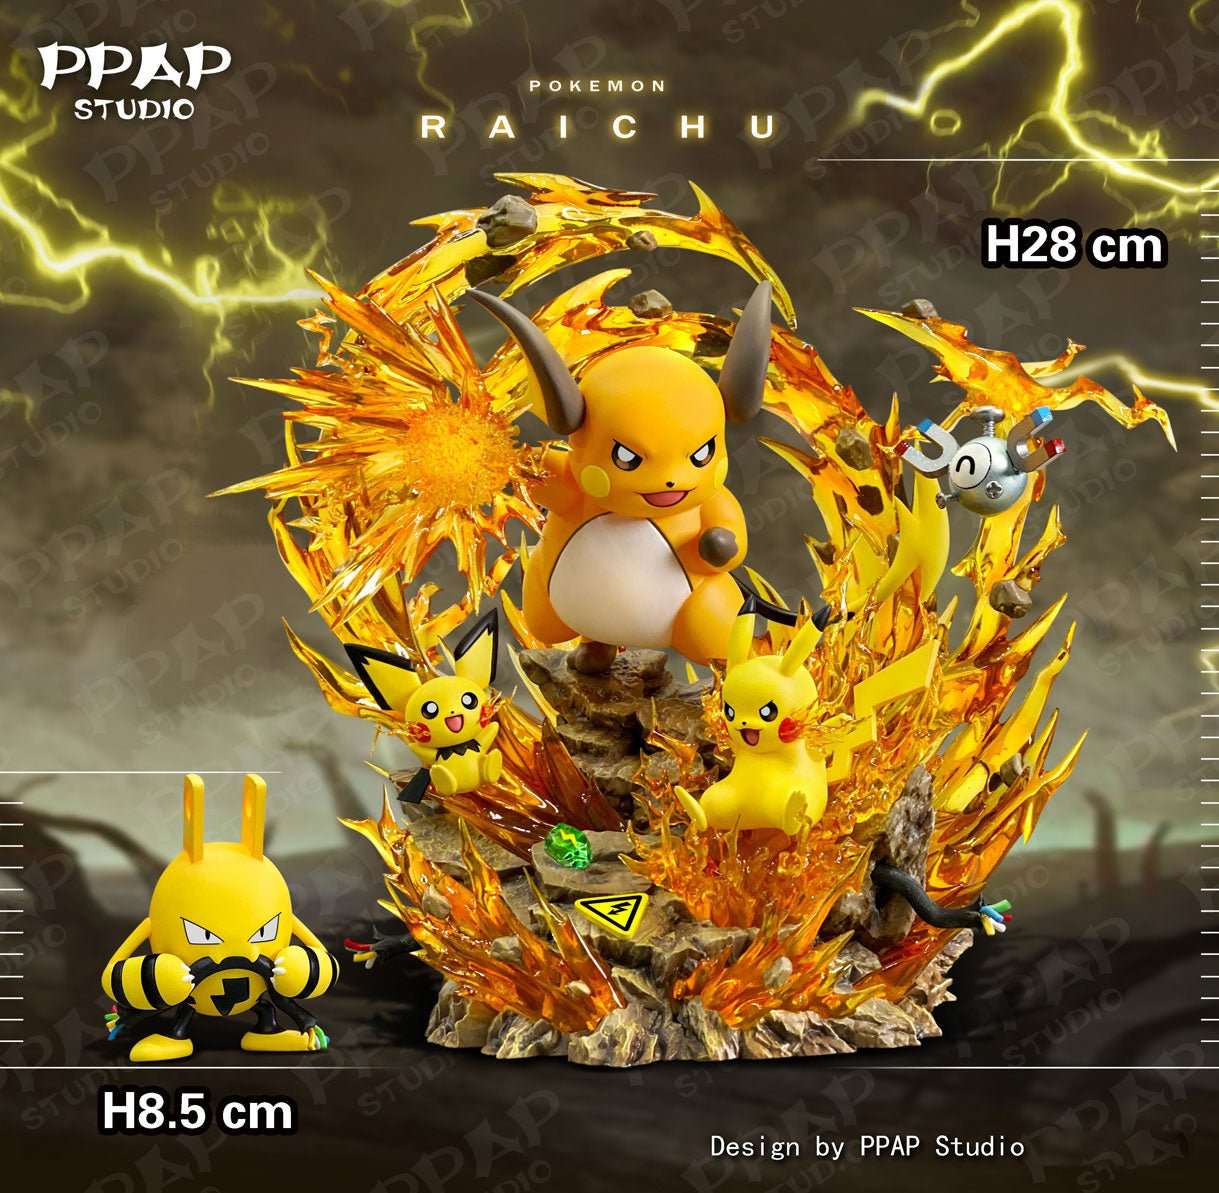 PPAP
STUDIO
POKEMON
RAICHU
H28 cm
H8.5 cm
Design by PPAP Studio